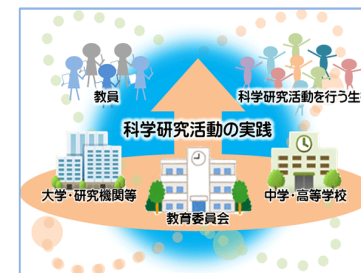 教員
科学研究活動を行う生
科学研究活動の実践
大学・研究機関等
中学・高等学校
教育委員会